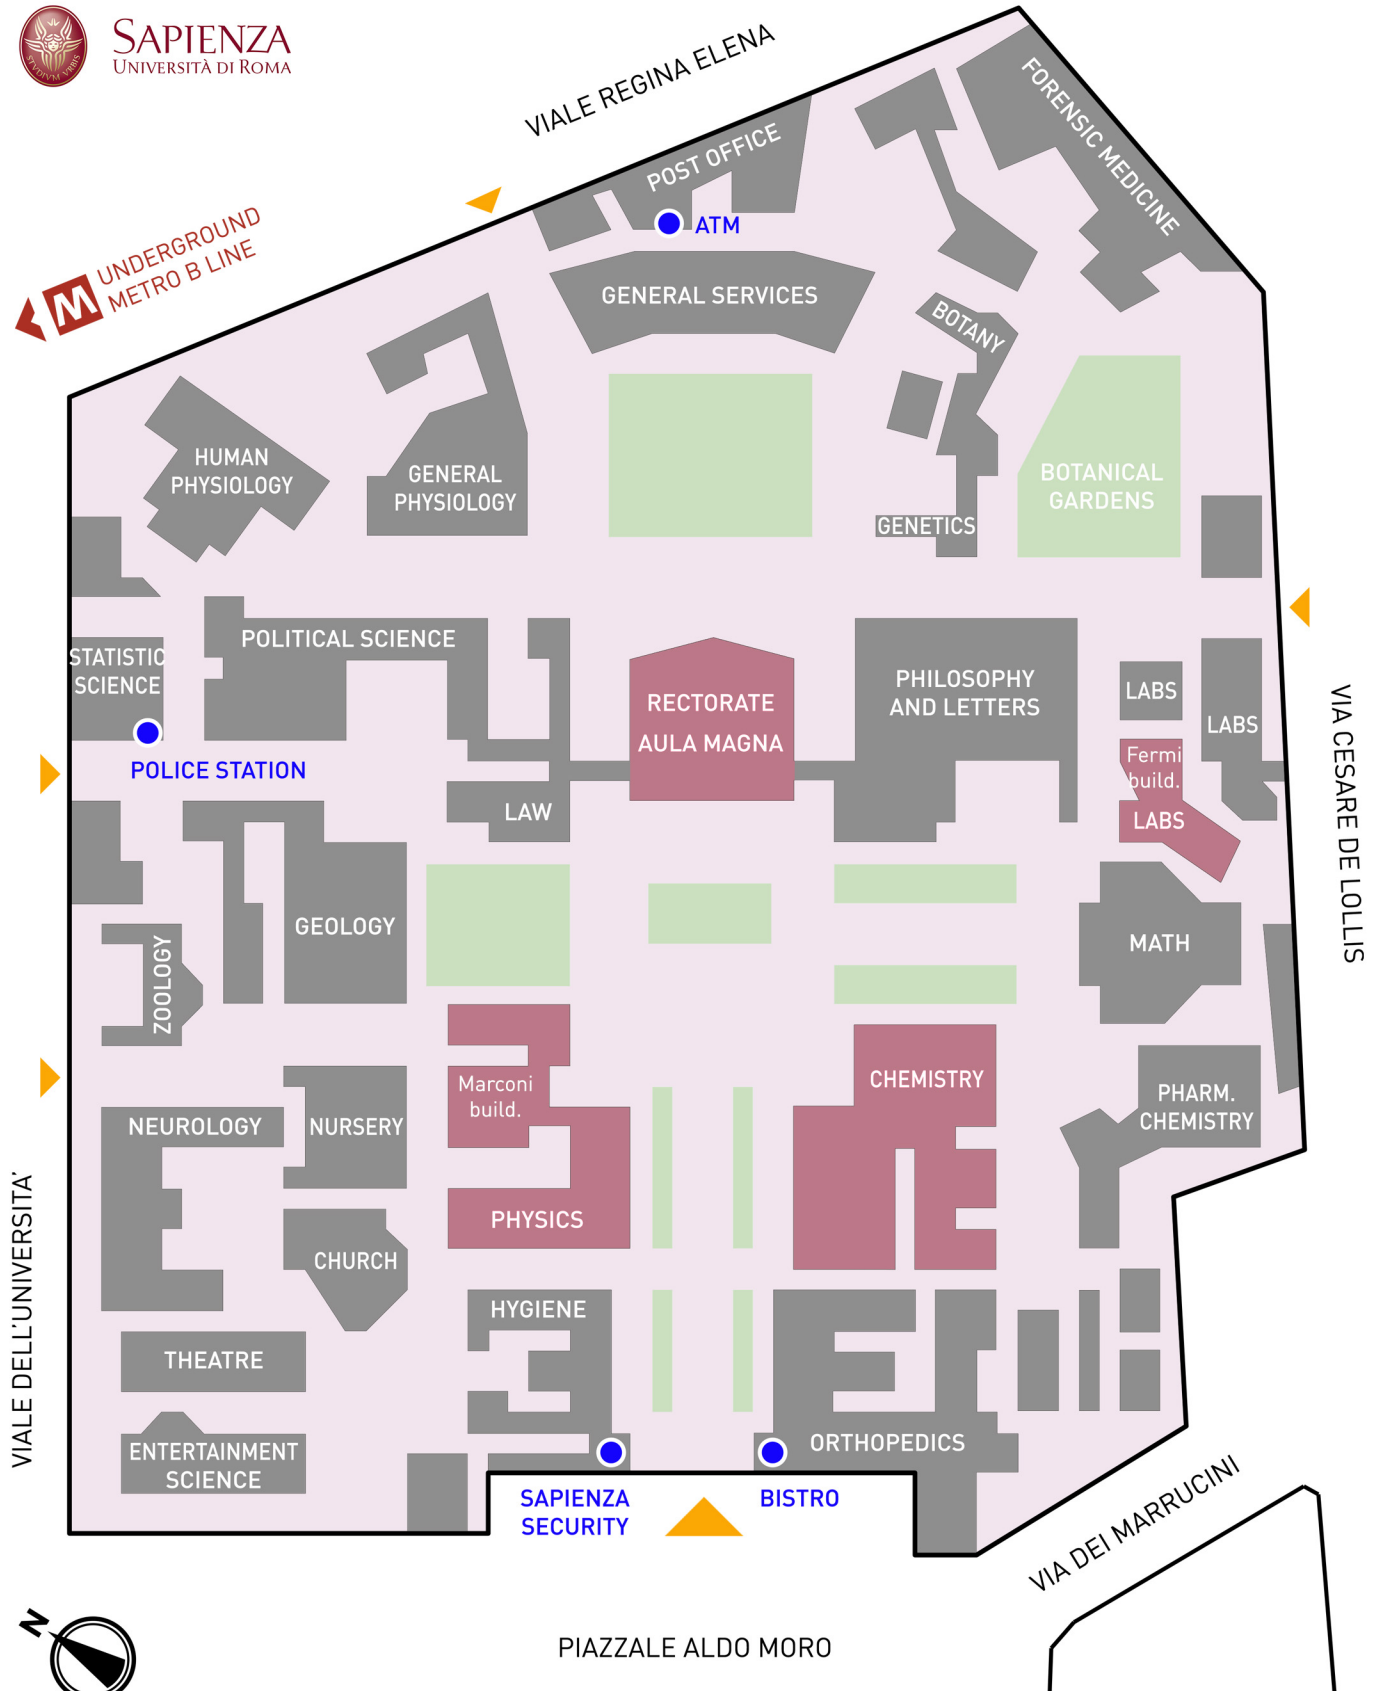 SAPIENZA
UNIVERSITÀ DI ROMA
STVDIVM VRBIS
VIALE REGINA ELENA
FORENSIC MEDICINE
POST OFFICE
ATM
UNDERGROUND
METRO B LINE
M
GENERAL SERVICES
BOTANY
HUMAN
PHYSIOLOGY
GENERAL
PHYSIOLOGY
BOTANICAL
GARDENS
GENETICS
POLITICAL SCIENCE
STATISTIC
SCIENCE
RECTORATE
AULA MAGNA
PHILOSOPHY
AND LETTERS
LABS
LABS
VIA CESARE DE LOLLIS
POLICE STATION
Fermi
build.
LABS
LAW
GEOLOGY
MATH
ZOOLOGY
Marconi
build.
CHEMISTRY
PHARM.
CHEMISTRY
NEUROLOGY
NURSERY
VIALE DELL'UNIVERSITA'
PHYSICS
CHURCH
HYGIENE
THEATRE
ORTHOPEDICS
ENTERTAINMENT
SCIENCE
SAPIENZA
SECURITY
BISTRO
VIA DEI MARRUCINI
N
PIAZZALE ALDO MORO